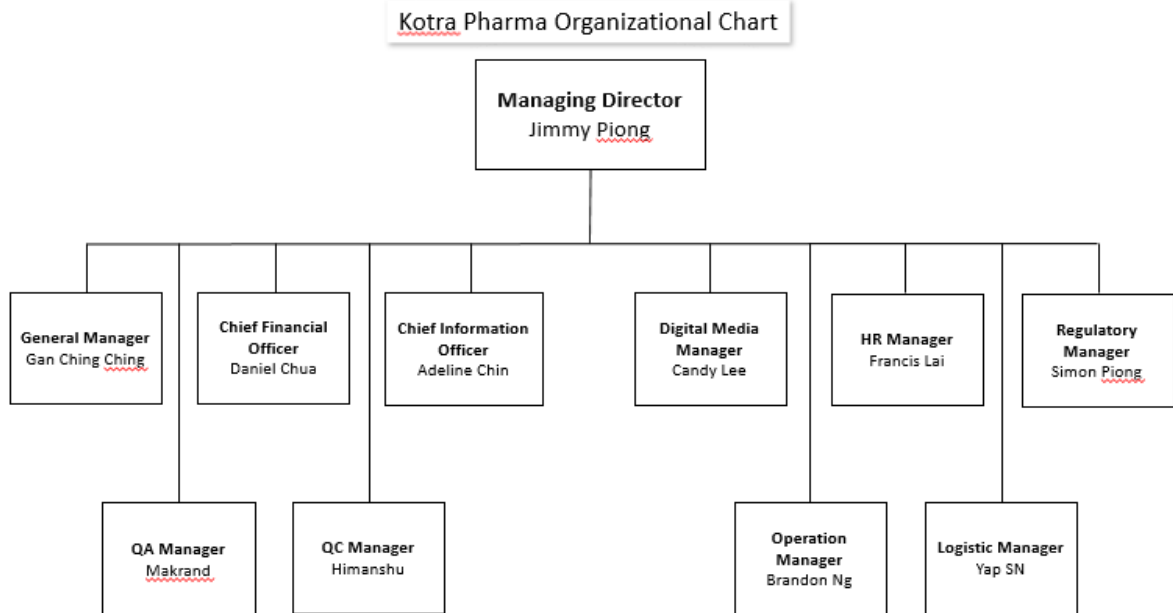 Kotra Pharma Organizational Chart
Managing Director
Jimmy Piong
General Manager
Gan Ching Ching
Chief Financial
Officer
Daniel Chua
Chief Information
Officer
Adeline Chin
Digital Media
Manager
Candy Lee
HR Manager
Francis Lai
Regulatory
Manager
Simon Piong
QA Manager
Makrand
QC Manager
Himanshu
Operation
Manager
Brandon Ng
Logistic Manager
Yap SN